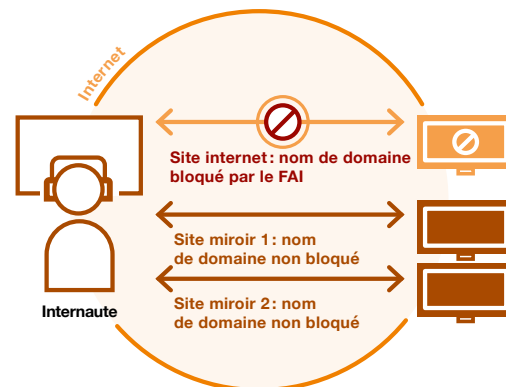 Internet
Site internet : nom de domaine
bloqué par le FAI
Site miroir 1 : nom
de domaine non bloqué
Site miroir 2 : nom
de domaine non bloqué
Internaute